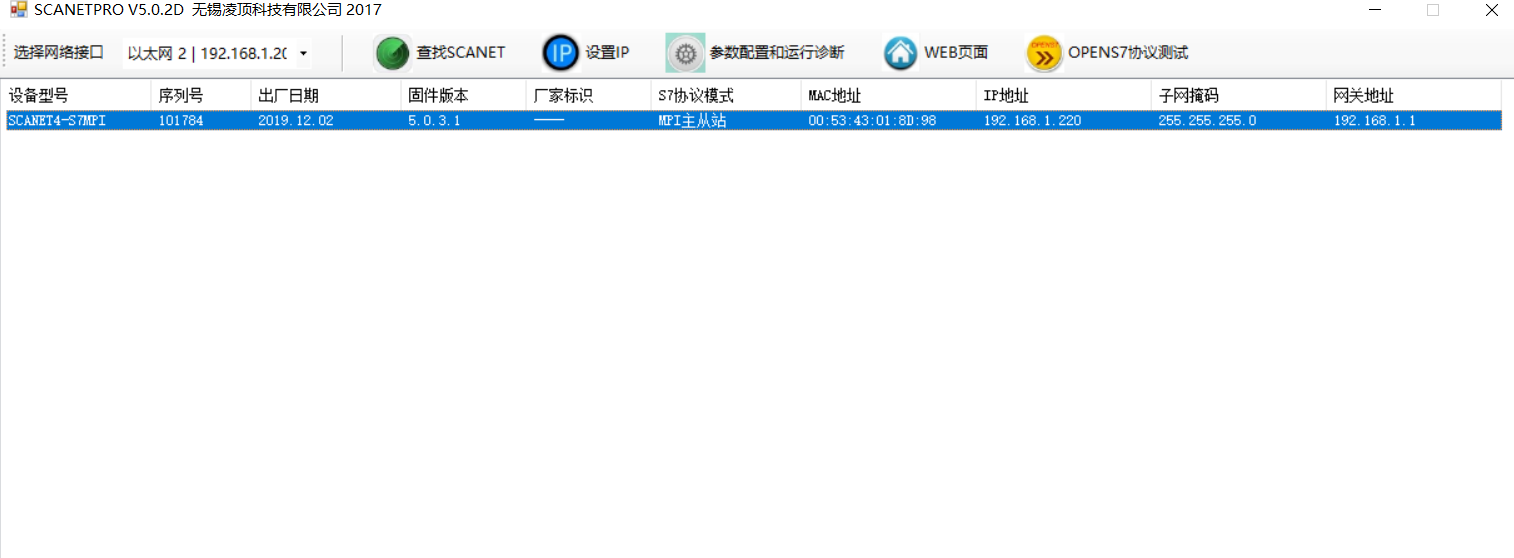 SCANETPRO V5.0.2D 无锡凌顶科技有限公司 2017
选择网络接口 以太网 2 | 192.168.1.20 查找SCANET 设置IP 参数配置和运行诊断 WEB页面 OPENS7协议测试
设备型号 序列号 出厂日期 固件版本 厂家标识 S7协议模式 MAC地址 IP地址 子网掩码 网关地址
SCANET4-S7MPI 101784 2019.12.02 5.0.3.1 —— MPI主从站 00:53:43:01:8D:98 192.168.1.220 255.255.255.0 192.168.1.1